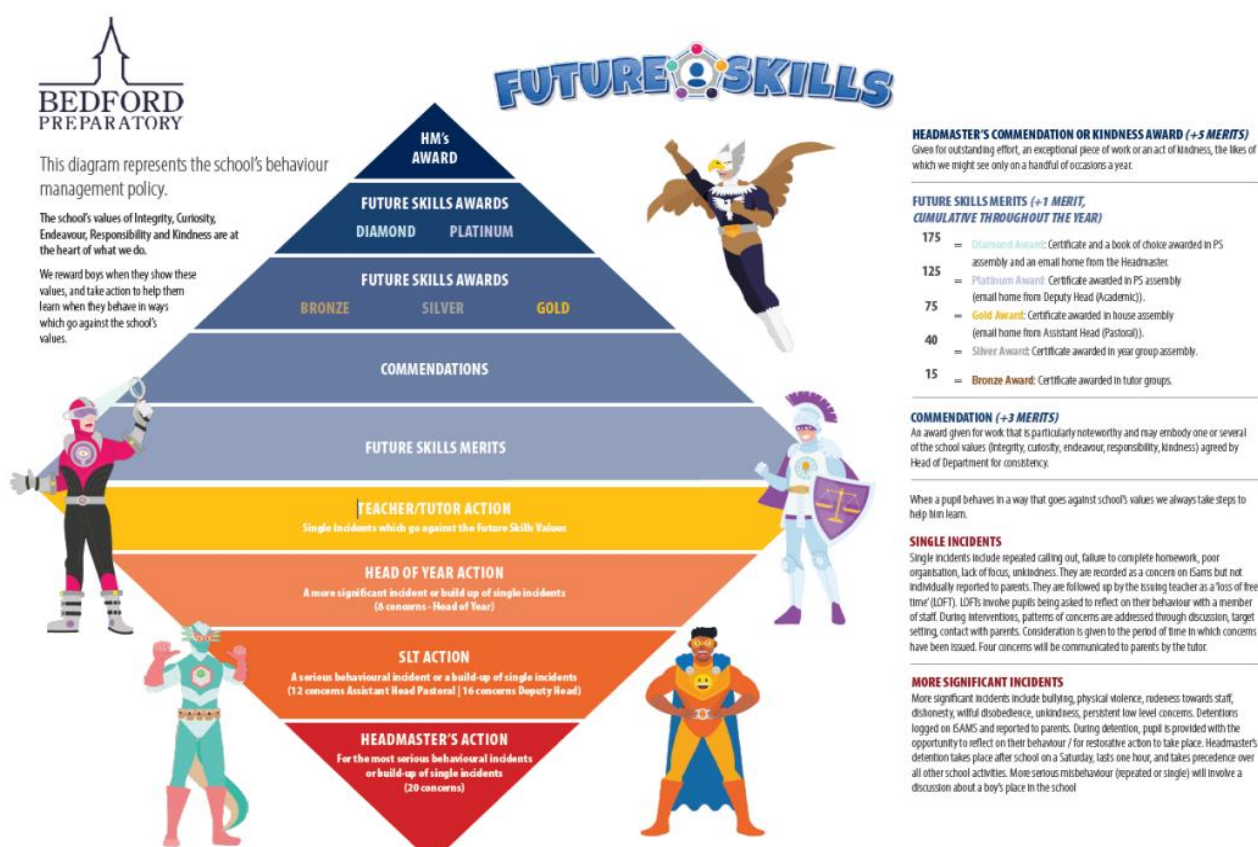 BEDFORD
PREPARATORY
FUTURE SKILLS
This diagram represents the school's behaviour
management policy.
The school's values of Integrity, Curiosity,
Endeavour, Responsibility and Kindness are at
the heart of what we do.
We reward boys when they show these
values, and take action to help them
learn when they behave in ways
which go against the school's
values.
HM's
AWARD
FUTURE SKILLS AWARDS
DIAMOND PLATINUM
FUTURE SKILLS AWARDS
BRONZE SILVER GOLD
COMMENDATIONS
FUTURE SKILLS MERITS
TEACHER/TUTOR ACTION
Single Incidents which go against the Future Skills Values
HEAD OF YEAR ACTION
A more significant incident or build up of single incidents
(8 concerns - Head of Year)
SLT ACTION
A serious behavioural incident or a build-up of single incidents
(12 concerns Assistant Head Pastoral | 16 concerns Deputy Head)
HEADMASTER'S ACTION
For the most serious behavioural incidents
or build-up of single incidents
(20 concerns)
HEADMASTER'S COMMENDATION OR KINDNESS AWARD (+5 MERITS)
Given for outstanding effort, an exceptional piece of work or an act of kindness, the likes of
which we might see only on a handful of occasions a year.
FUTURE SKILLS MERITS (+1 MERIT,
CUMULATIVE THROUGHOUT THE YEAR)
175 = Diamond Award: Certificate and a book of choice awarded in PS
assembly and an email home from the Headmaster.
125 = Platinum Award: Certificate awarded in PS assembly
(email home from Deputy Head (Academic)).
75 = Gold Award: Certificate awarded in house assembly
(email home from Assistant Head (Pastoral)).
40 = Silver Award: Certificate awarded in year group assembly.
15 = Bronze Award: Certificate awarded in tutor groups.
COMMENDATION (+3 MERITS)
An award given for work that is particularly noteworthy and may embody one or several
of the school values (integrity, curiosity, endeavour, responsibility, kindness) agreed by
Head of Department for consistency.
When a pupil behaves in a way that goes against school's values we always take steps to
help him learn.
SINGLE INCIDENTS
Single incidents include repeated calling out, failure to complete homework, poor
organisation, lack of focus, unkindness. They are recorded as a concern on iSams but not
individually reported to parents. They are followed up by the issuing teacher as a 'loss of free
time' (LOFT). LOFTs involve pupils being asked to reflect on their behaviour with a member
of staff. During interventions, patterns of concerns are addressed through discussion, target
setting, contact with parents. Consideration is given to the period of time in which concerns
have been issued. Four concerns will be communicated to parents by the tutor.
MORE SIGNIFICANT INCIDENTS
More significant incidents include bullying, physical violence, rudeness towards staff,
dishonesty, wilful disobedience, unkindness, persistent low level concerns. Detentions
logged on iSAMS and reported to parents. During detention, pupil is provided with the
opportunity to reflect on their behaviour / for restorative action to take place. Headmaster's
detention takes place after school on a Saturday, lasts one hour, and takes precedence over
all other school activities. More serious misbehaviour (repeated or single) will involve a
discussion about a boy's place in the school